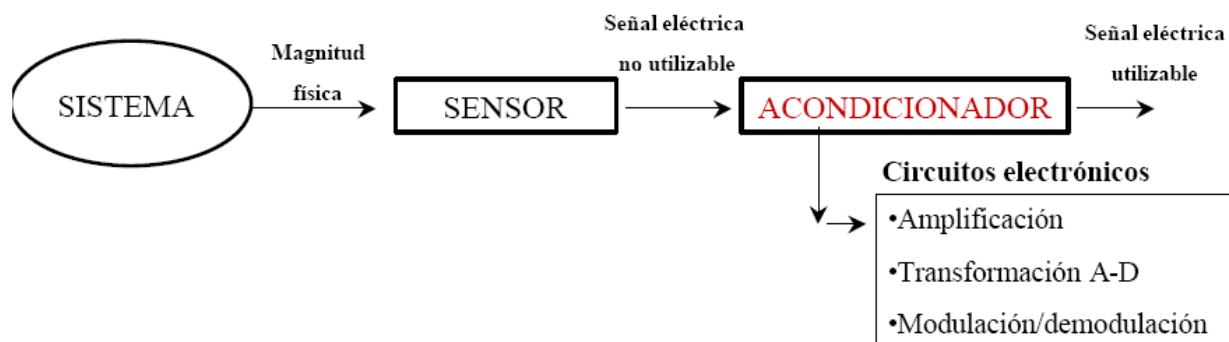 SISTEMA
Magnitud
física
SENSOR
Señal eléctrica
no utilizable
ACONDICIONADOR
Señal eléctrica
utilizable
Circuitos electrónicos
•Amplificación
•Transformación A-D
•Modulación/demodulación